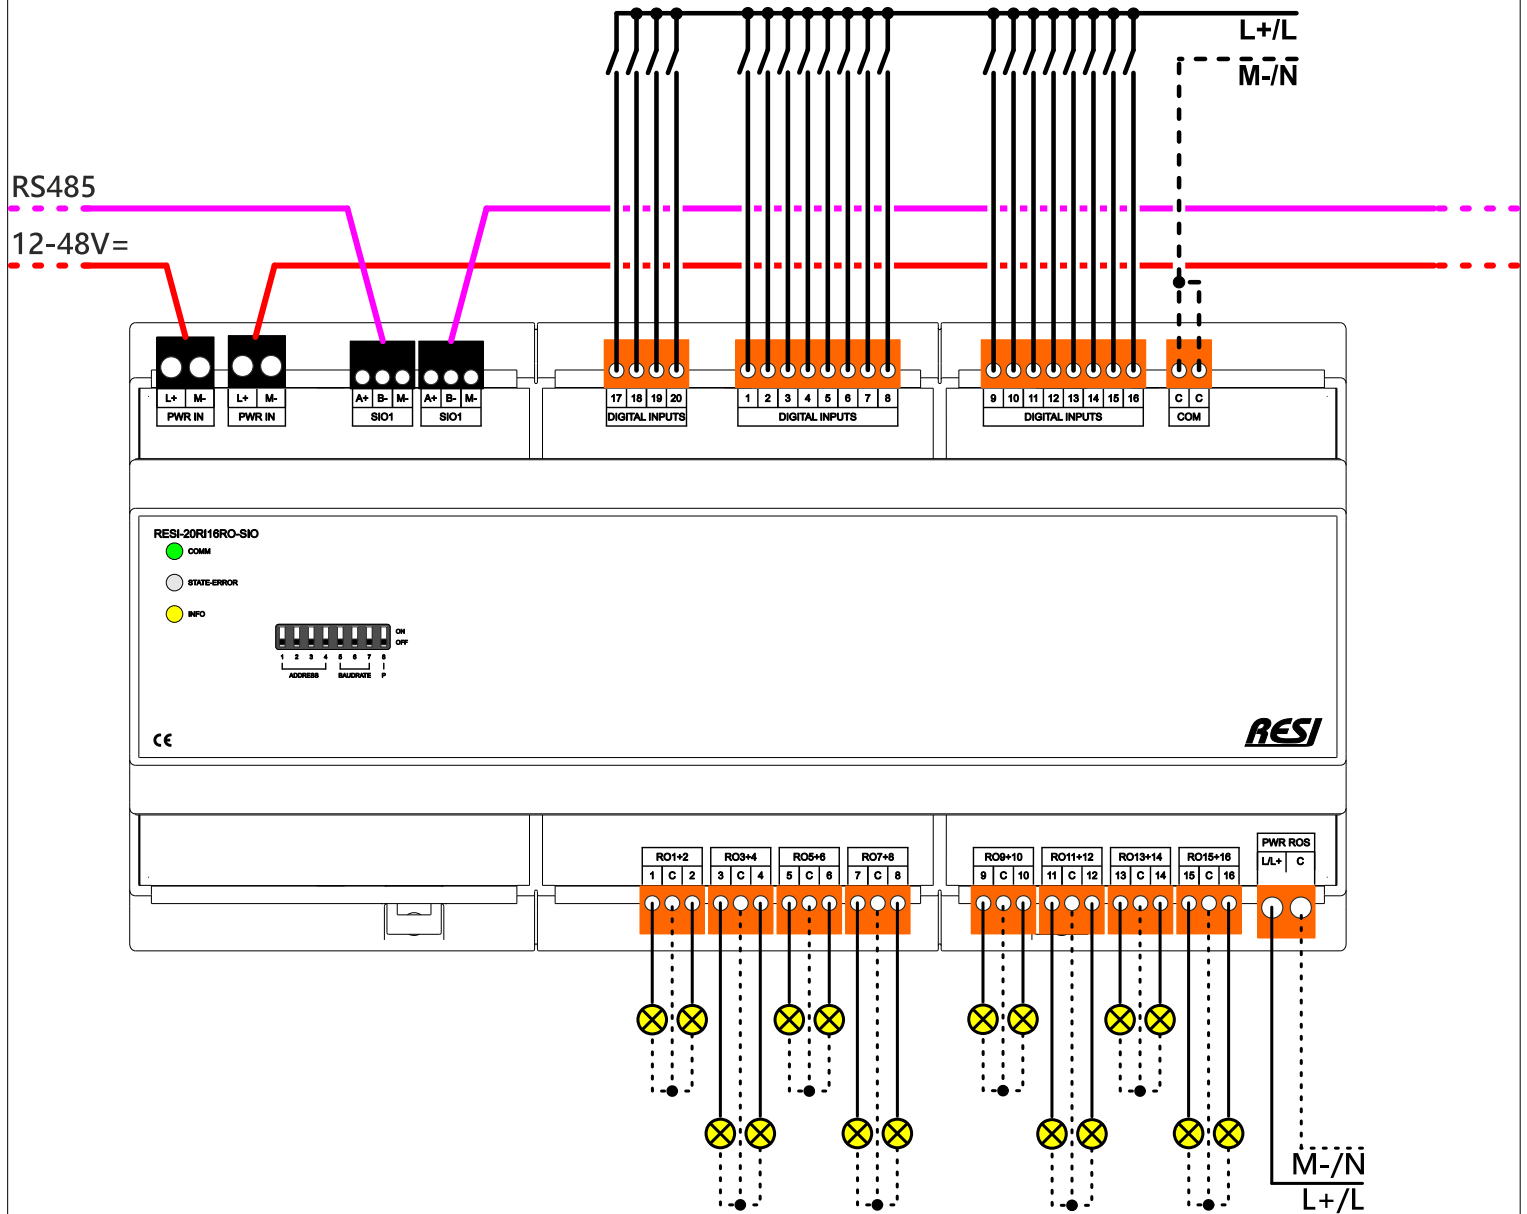 L+/L
M-/N
RS485
12-48V=
L+ M- L+ M- A+ B- M- A+ B- M- 17 18 19 20 1 2 3 4 5 6 7 8 9 10 11 12 13 14 15 16 C C
PWR IN PWR IN SIO1 SIO1 DIGITAL INPUTS DIGITAL INPUTS DIGITAL INPUTS COM
RESI-20RI16RO-SIO
COMM
STATE-ERROR
INFO
ON
OFF
1 2 3 4 5 6 7 8
ADDRESS BAUDRATE P
CE
RESI
PWR ROS
L/L+ C
RO1+2 RO3+4 RO5+6 RO7+8 RO9+10 RO11+12 RO13+14 RO15+16
1 C 2 3 C 4 5 C 6 7 C 8 9 C 10 11 C 12 13 C 14 15 C 16
M-/N
L+/L